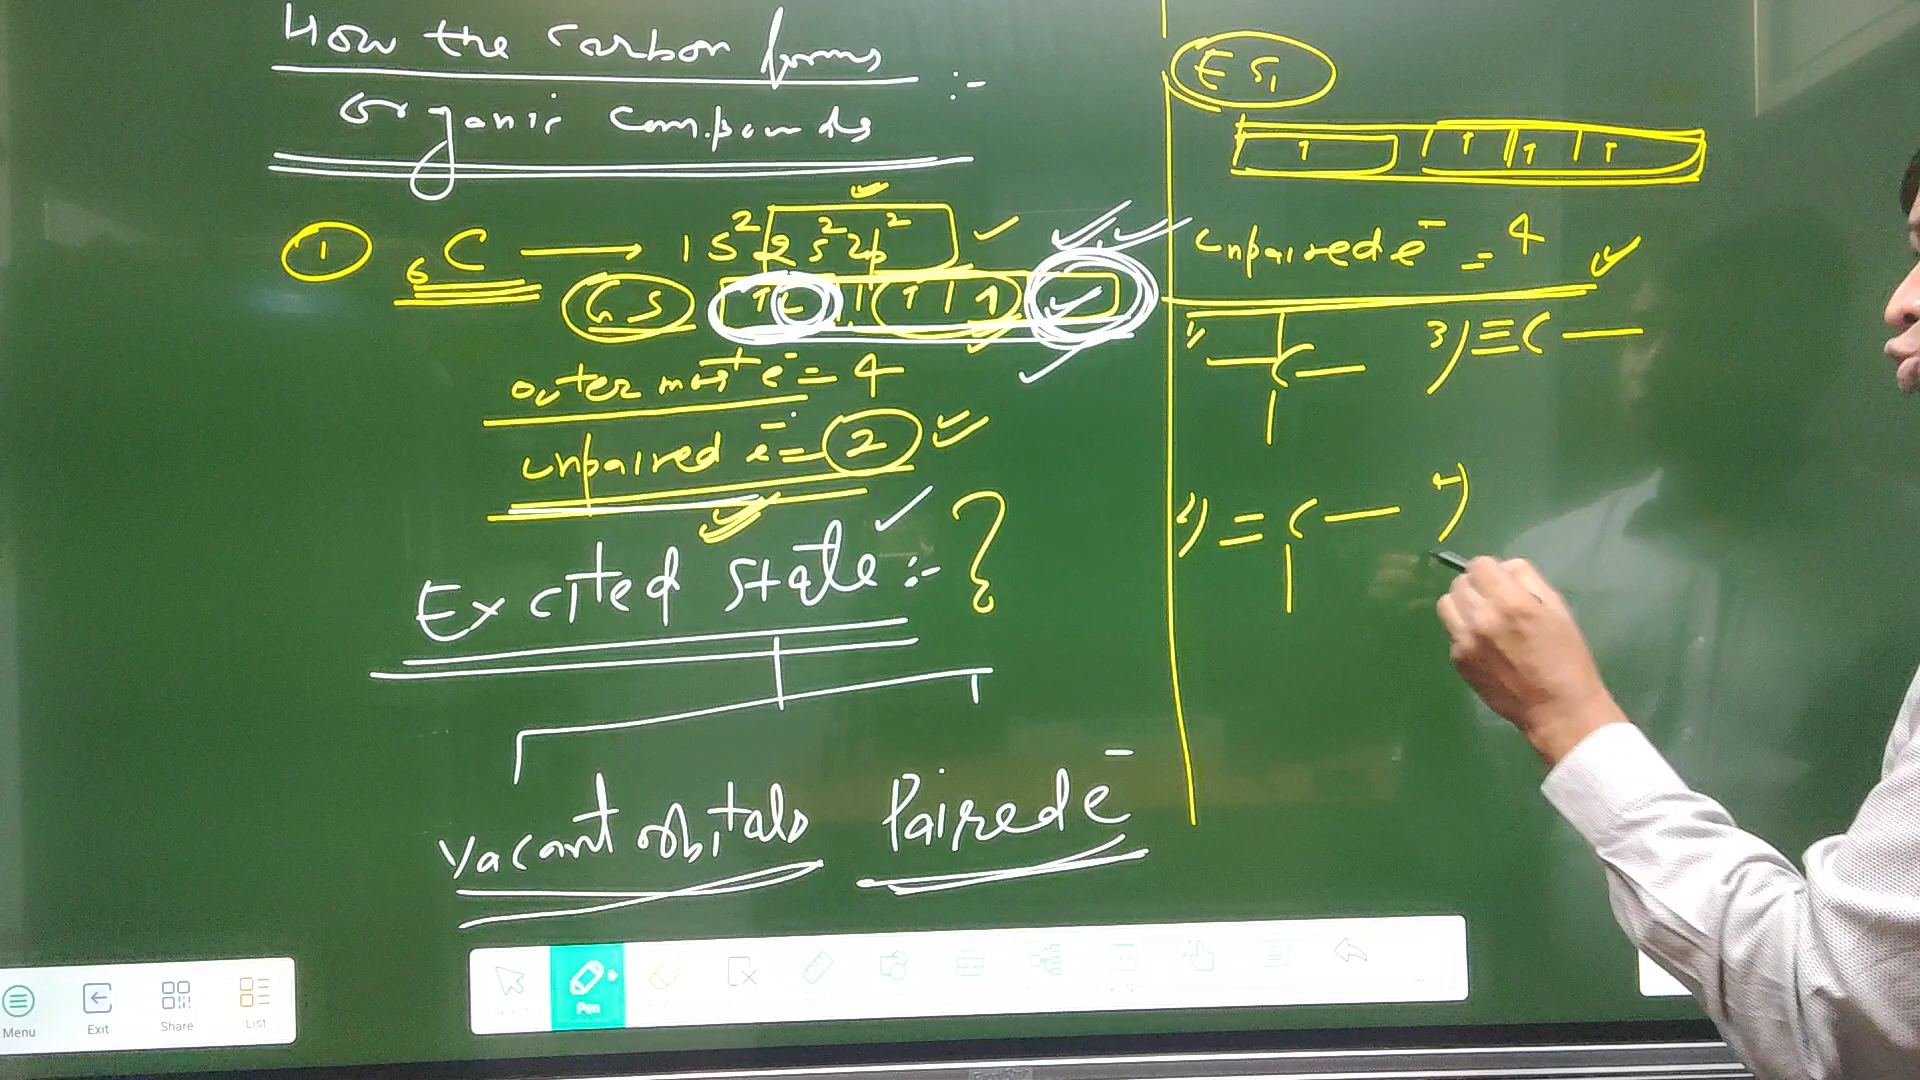 How the carbon forms
organic compounds :-
① ₆C ⟶ 1s² 2s² 2p²
GS ↑↓ ↑ ↑
outer most e⁻ = 4
unpaired e⁻ = 2
Excited state :- ?
Vacant orbitals Paired e⁻
ES₁
↑ ↑ ↑ ↑
unpaired e⁻ = 4
1) —C—
3) ≡C—
2) =C—
4)
Menu
Exit
Share
List
Pen